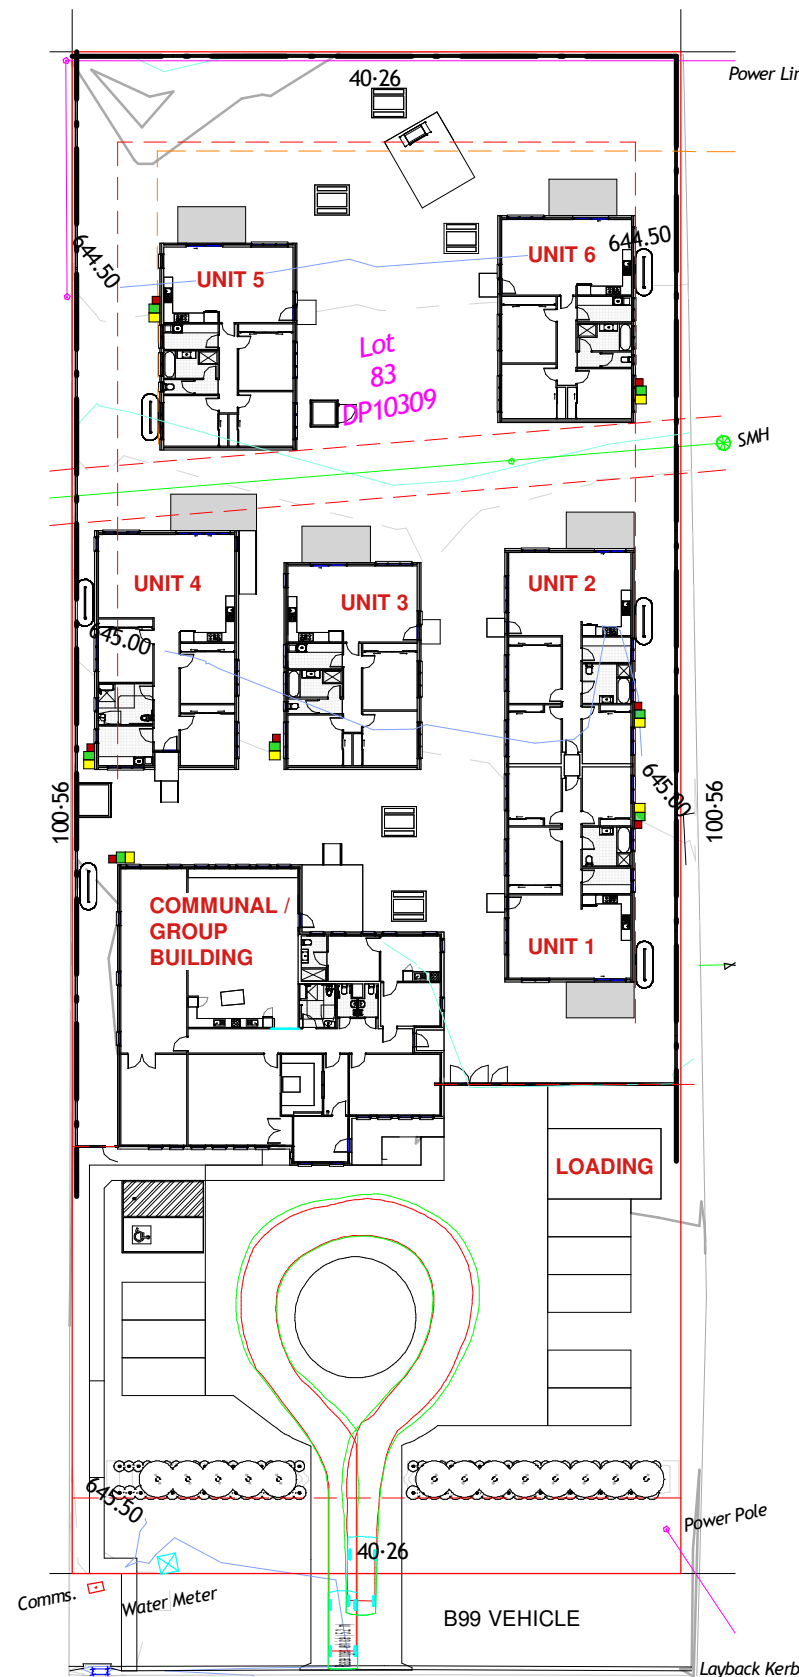 40·26
Power Lin
644.50
UNIT 5
UNIT 6
644.50
Lot
83
DP10309
SMH
UNIT 4
UNIT 3
UNIT 2
645.00
645.00
100·56
100·56
COMMUNAL /
GROUP
BUILDING
UNIT 1
LOADING
645.50
Power Pole
40·26
Comms.
Water Meter
B99 VEHICLE
Layback Kerb